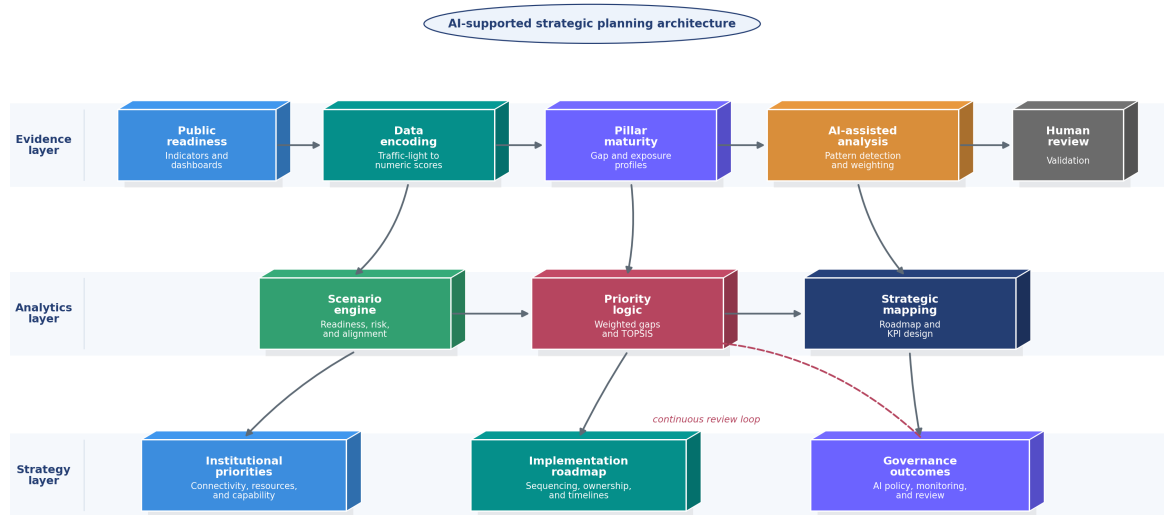 AI-supported strategic planning architecture
Evidence
layer
Public
readiness
Indicators and
dashboards
Data
encoding
Traffic-light to
numeric scores
Pillar
maturity
Gap and exposure
profiles
AI-assisted
analysis
Pattern detection
and weighting
Human
review
Validation
Analytics
layer
Scenario
engine
Readiness, risk,
and alignment
Priority
logic
Weighted gaps
and TOPSIS
Strategic
mapping
Roadmap and
KPI design
continuous review loop
Strategy
layer
Institutional
priorities
Connectivity, resources,
and capability
Implementation
roadmap
Sequencing, ownership,
and timelines
Governance
outcomes
AI policy, monitoring,
and review